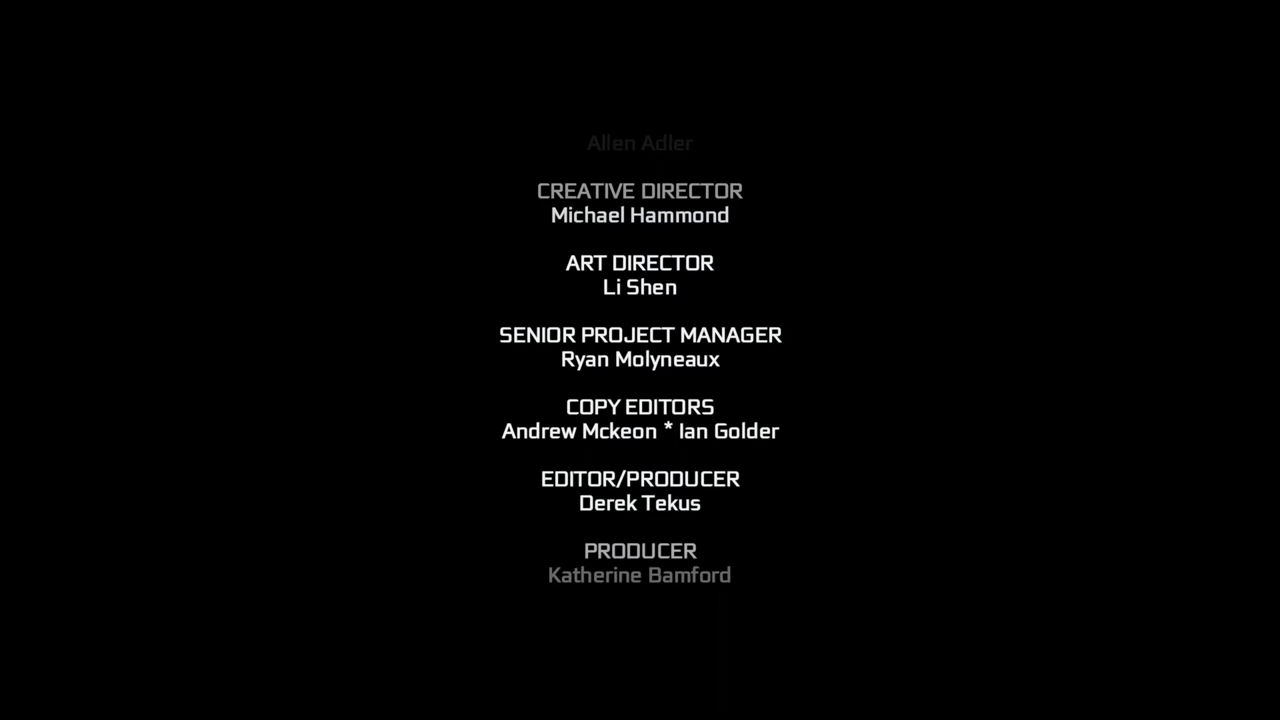 Allen Adler
CREATIVE DIRECTOR
Michael Hammond
ART DIRECTOR
Li Shen
SENIOR PROJECT MANAGER
Ryan Molyneaux
COPY EDITORS
Andrew Mckeon * Ian Golder
EDITOR/PRODUCER
Derek Tekus
PRODUCER
Katherine Bamford